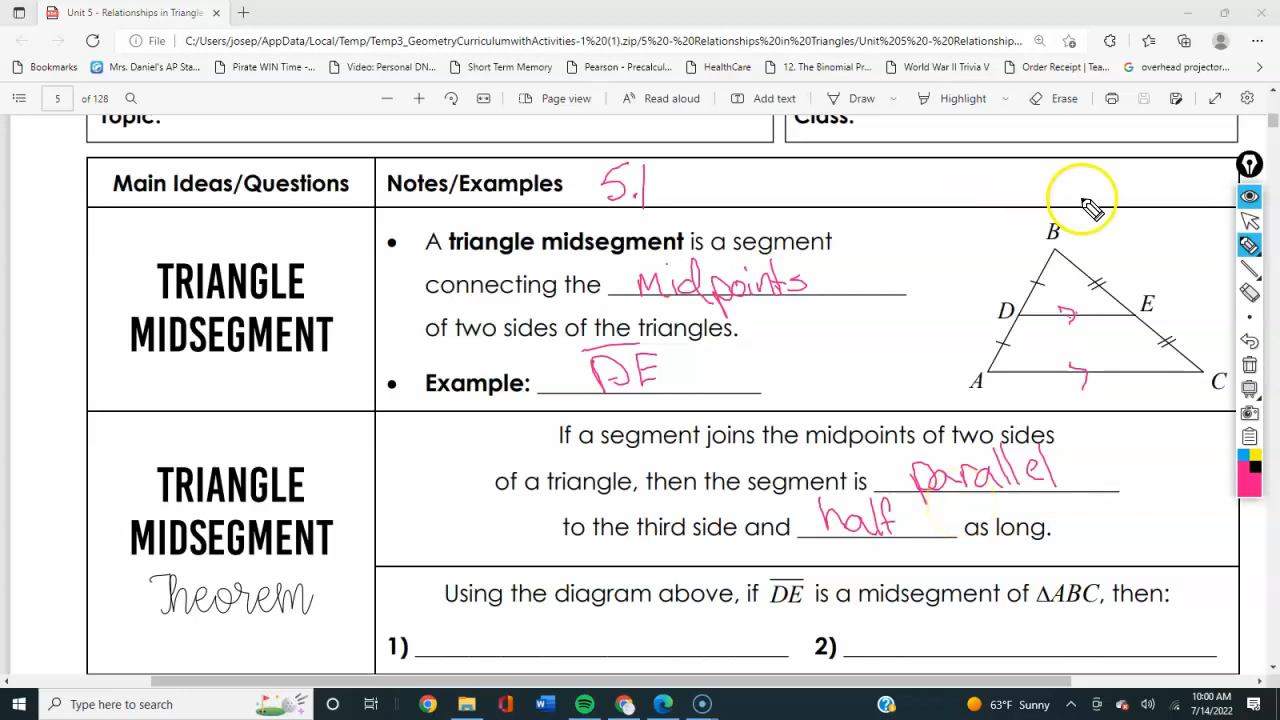 Unit 5 - Relationships in Triangle
File
C:/Users/josep/AppData/Local/Temp/Temp3_GeometryCurriculumwithActivities-1%20(1).zip/5%20-%20Relationships%20in%20Triangles/Unit%205%20-%20Relationship...
Bookmarks Mrs. Daniel's AP Sta... Pirate WIN Time -... Video: Personal DN... Short Term Memory Pearson - Precalcul... HealthCare 12. The Binomial Pr... World War II Trivia V Order Receipt | Tea... overhead projector...
5 of 128 Page view Read aloud Add text Draw Highlight Erase
Topic: Class:
Main Ideas/Questions Notes/Examples 5.1
TRIANGLE
MIDSEGMENT
• A triangle midsegment is a segment
connecting the midpoints
of two sides of the triangles.
• Example: DE
B
D E
A C
TRIANGLE
MIDSEGMENT
Theorem
If a segment joins the midpoints of two sides
of a triangle, then the segment is parallel
to the third side and half as long.
Using the diagram above, if DE is a midsegment of ΔABC, then:
1) 2)
Type here to search
63°F Sunny
10:00 AM
7/14/2022